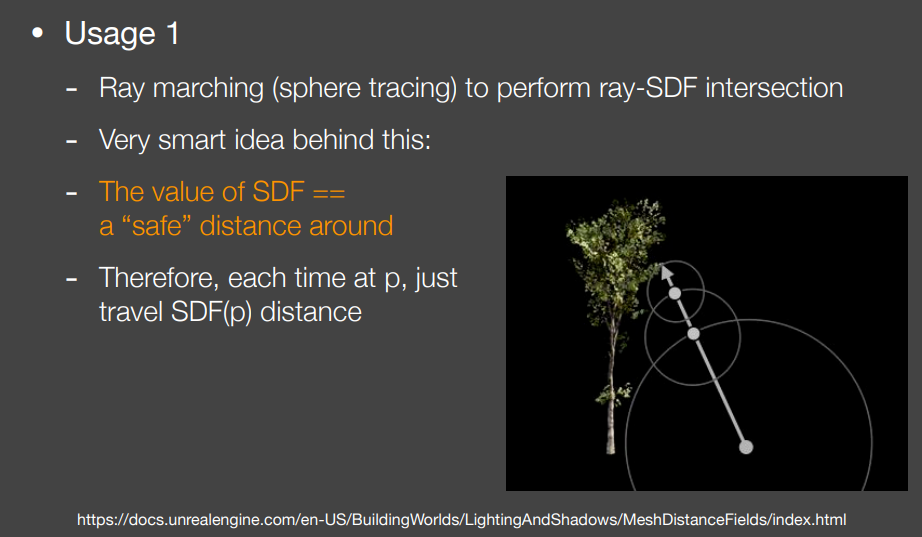 • Usage 1
- Ray marching (sphere tracing) to perform ray-SDF intersection
- Very smart idea behind this:
- The value of SDF ==
a “safe” distance around
- Therefore, each time at p, just
travel SDF(p) distance
https://docs.unrealengine.com/en-US/BuildingWorlds/LightingAndShadows/MeshDistanceFields/index.html